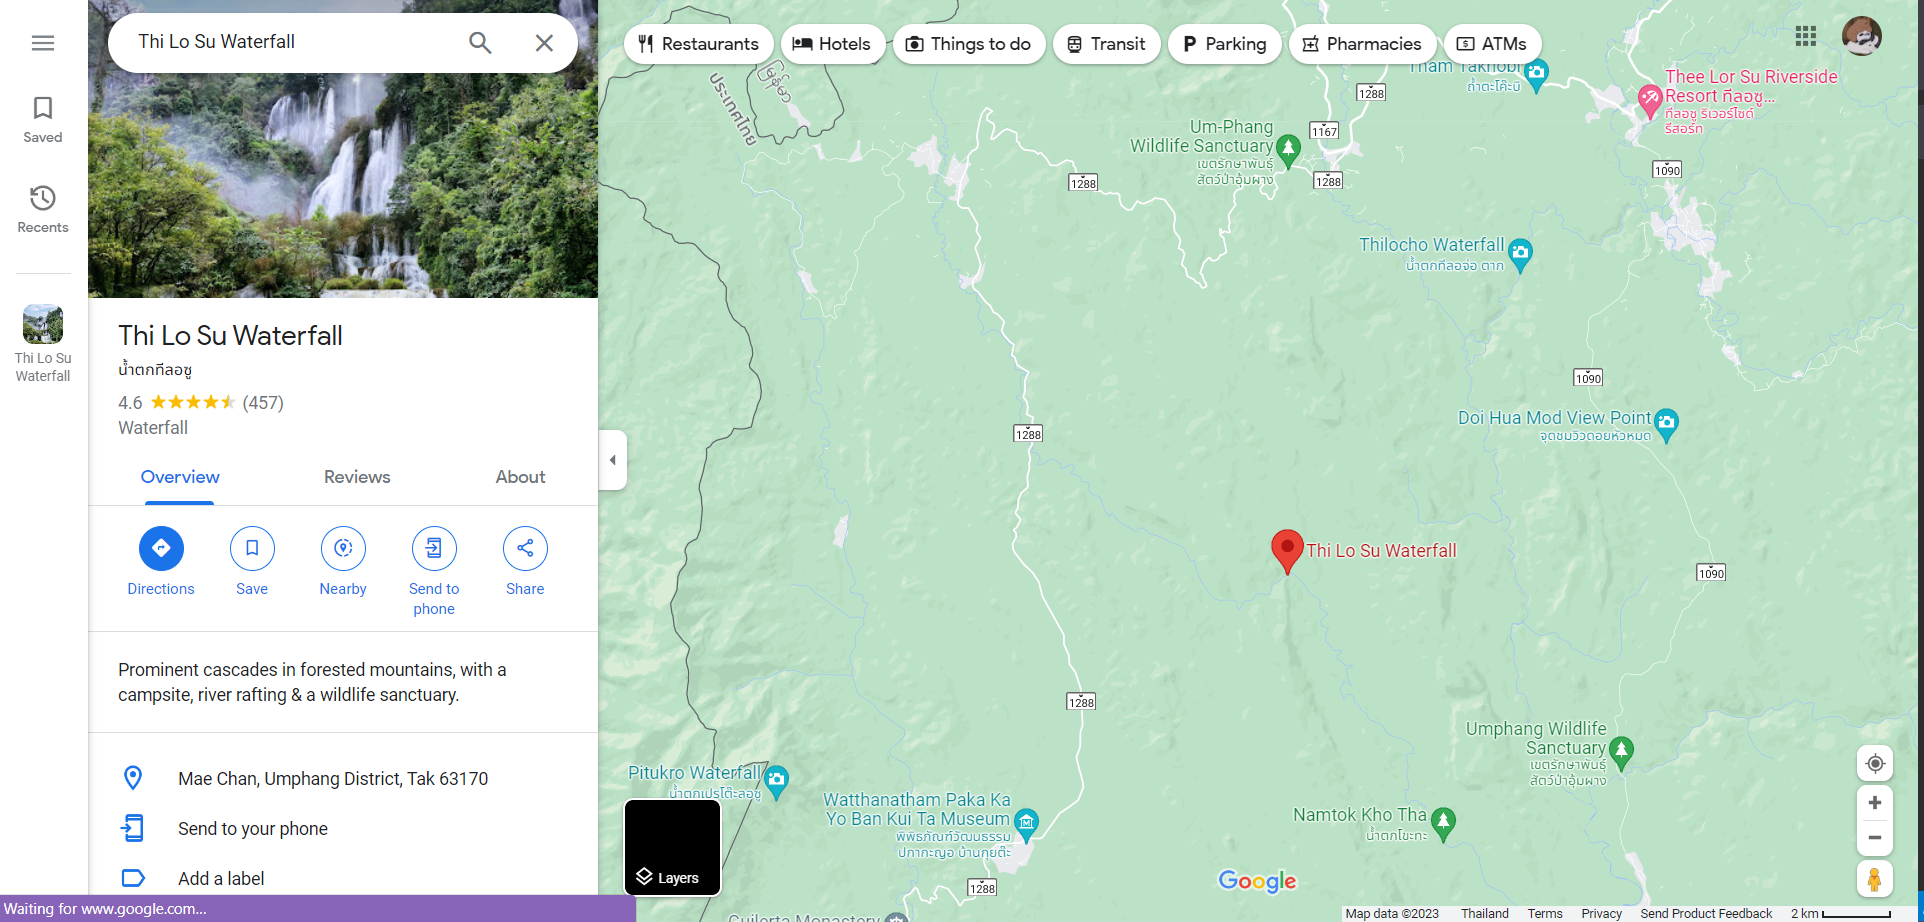 Thi Lo Su Waterfall
Saved
Recents
Thi Lo Su
Waterfall
Thi Lo Su Waterfall
น้ำตกทีลอซู
4.6 (457)
Waterfall
Overview Reviews About
Directions
Save
Nearby
Send to
phone
Share
Prominent cascades in forested mountains, with a
campsite, river rafting & a wildlife sanctuary.
Mae Chan, Umphang District, Tak 63170
Send to your phone
Add a label
Waiting for www.google.com...
Restaurants
Hotels
Things to do
Transit
Parking
Pharmacies
ATMs
ประเทศไทย
Tham Takhobi
ถ้ำตะโค๊ะบิ
1288
Thee Lor Su Riverside
Resort ทีลอซู...
ทีลอซู ริเวอร์ไซด์
รีสอร์ท
Um-Phang
Wildlife Sanctuary
เขตรักษาพันธุ์
สัตว์ป่าอุ้มผาง
1167
1288
1288
1090
Thilocho Waterfall
น้ำตกทีลอจ่อ ตาก
1090
Doi Hua Mod View Point
จุดชมวิวดอยหัวหมด
1288
Thi Lo Su Waterfall
1090
1288
Umphang Wildlife
Sanctuary
เขตรักษาพันธุ์
สัตว์ป่าอุ้มผาง
Pitukro Waterfall
น้ำตกเปรโต๊ะลอซู
Watthanatham Paka Ka
Yo Ban Kui Ta Museum
พิพิธภัณฑ์วัฒนธรรม
ปกากะญอ บ้านกุยต๊ะ
Namtok Kho Tha
น้ำตกโขะทะ
Layers
1288
Google
Guilerta Monastery
Map data ©2023 Thailand Terms Privacy Send Product Feedback 2 km